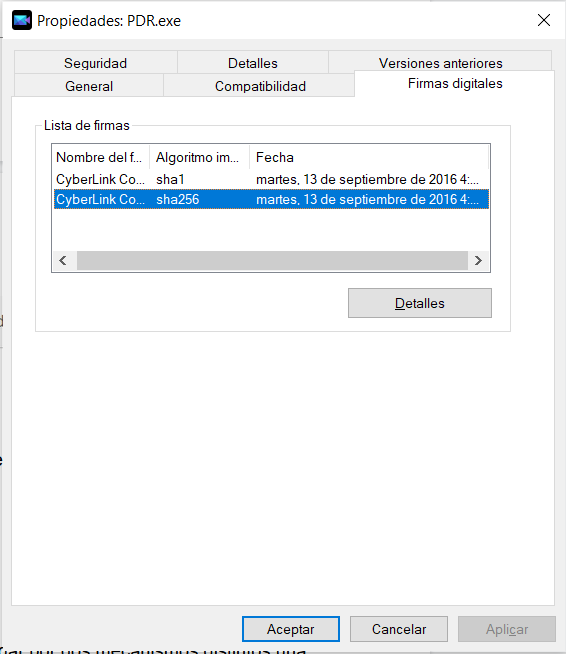 Propiedades: PDR.exe
Seguridad Detalles Versiones anteriores
General Compatibilidad Firmas digitales
Lista de firmas
Nombre del f... Algoritmo im... Fecha
CyberLink Co... sha1 martes, 13 de septiembre de 2016 4:...
CyberLink Co... sha256 martes, 13 de septiembre de 2016 4:...
Detalles
Aceptar Cancelar Aplicar